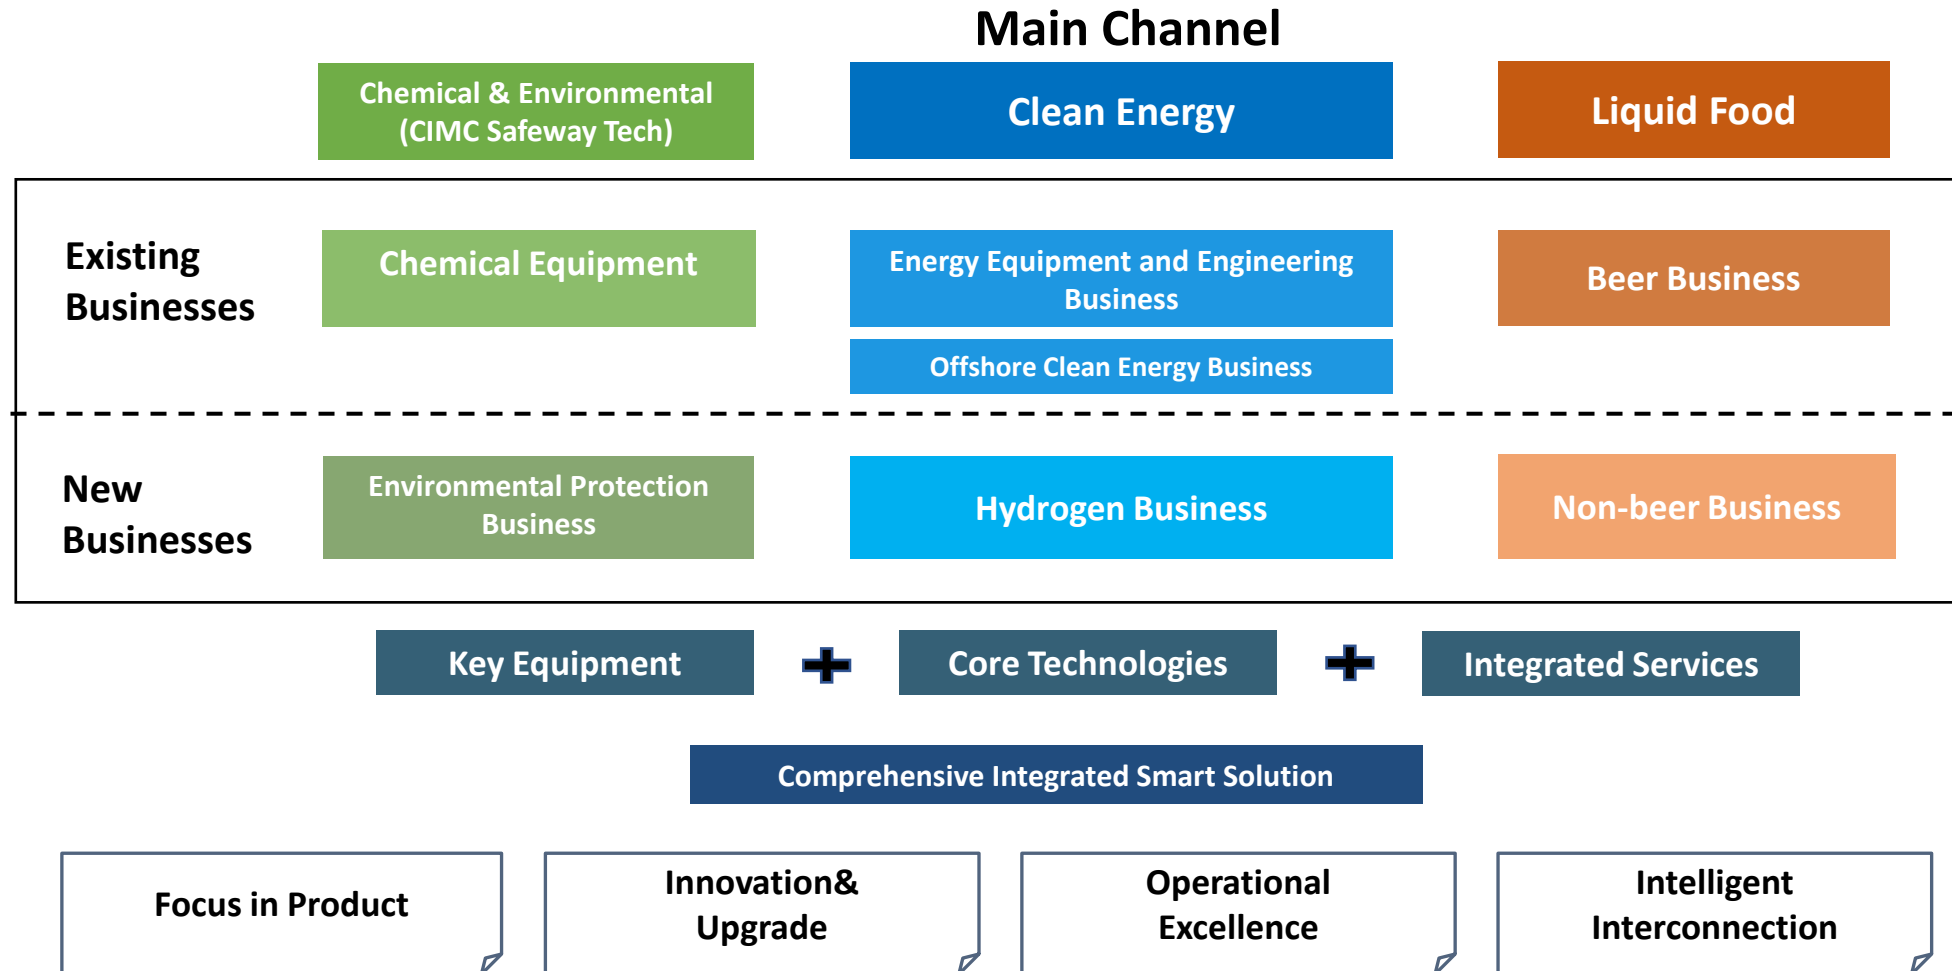 Main Channel
Chemical & Environmental
(CIMC Safeway Tech)
Clean Energy
Liquid Food
Existing
Businesses
Chemical Equipment
Energy Equipment and Engineering
Business
Beer Business
Offshore Clean Energy Business
New
Businesses
Environmental Protection
Business
Hydrogen Business
Non-beer Business
Key Equipment
Core Technologies
Integrated Services
Comprehensive Integrated Smart Solution
Focus in Product
Innovation&
Upgrade
Operational
Excellence
Intelligent
Interconnection